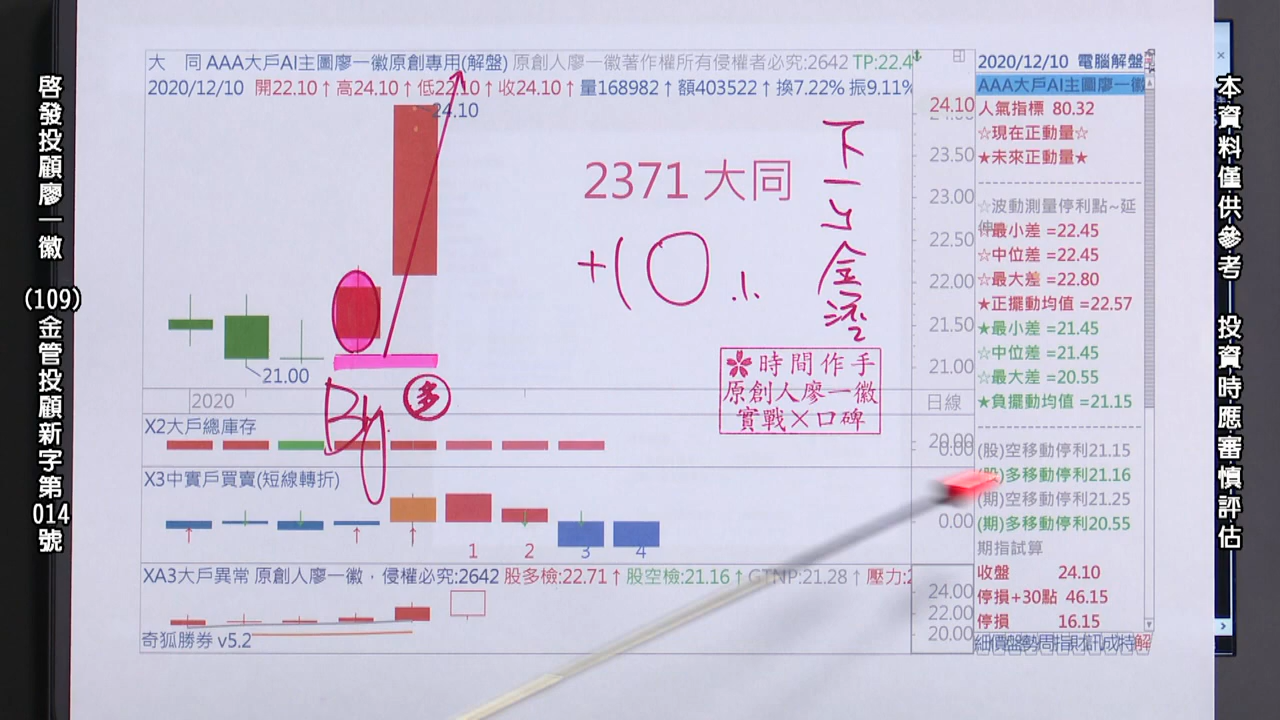 啓發投顧廖一徽(109)金管投顧新字第014號
本資料僅供參考—投資時應審慎評估
大 同 AAA大戶AI主圖廖一徽原創專用(解盤) 原創人廖一徽著作權所有侵權者必究:2642 TP:22.4
2020/12/10 開22.10↑高24.10↑低22.10↑收24.10↑量168982↑額403522↑換7.22% 振9.11%
24.10
2371 大同
+10
下一与
21.00
By
多
❀時間作手
原創人廖一徽
實戰╳口碑
24.10
23.50
23.00
22.50
22.00
21.50
21.00
2020
日線
X2大戶總庫存
20.00
0.00
X3中實戶買賣(短線轉折)
0.00
1 2 3 4
XA3大戶異常 原創人廖一徽,侵權必究:2642 股多檢:22.71↑股空檢:21.16↑GTNP:21.28↑壓力:2
24.00
22.00
20.00
奇狐勝券 v5.2
2020/12/10 電腦解盤
AAA大戶AI主圖廖一徽
人氣指標 80.32
☆現在正動量☆
★未來正動量★
☆波動測量停利點~延伸
☆最小差 =22.45
☆中位差 =22.45
☆最大差 =22.80
★正擺動均值 =22.57
★最小差 =21.45
☆中位差 =21.45
☆最大差 =20.55
★負擺動均值 =21.15
(股)空移動停利21.15
(股)多移動停利21.16
(期)空移動停利21.25
(期)多移動停利20.55
期指試算
收盤 24.10
停損+30點 46.15
停損 16.15